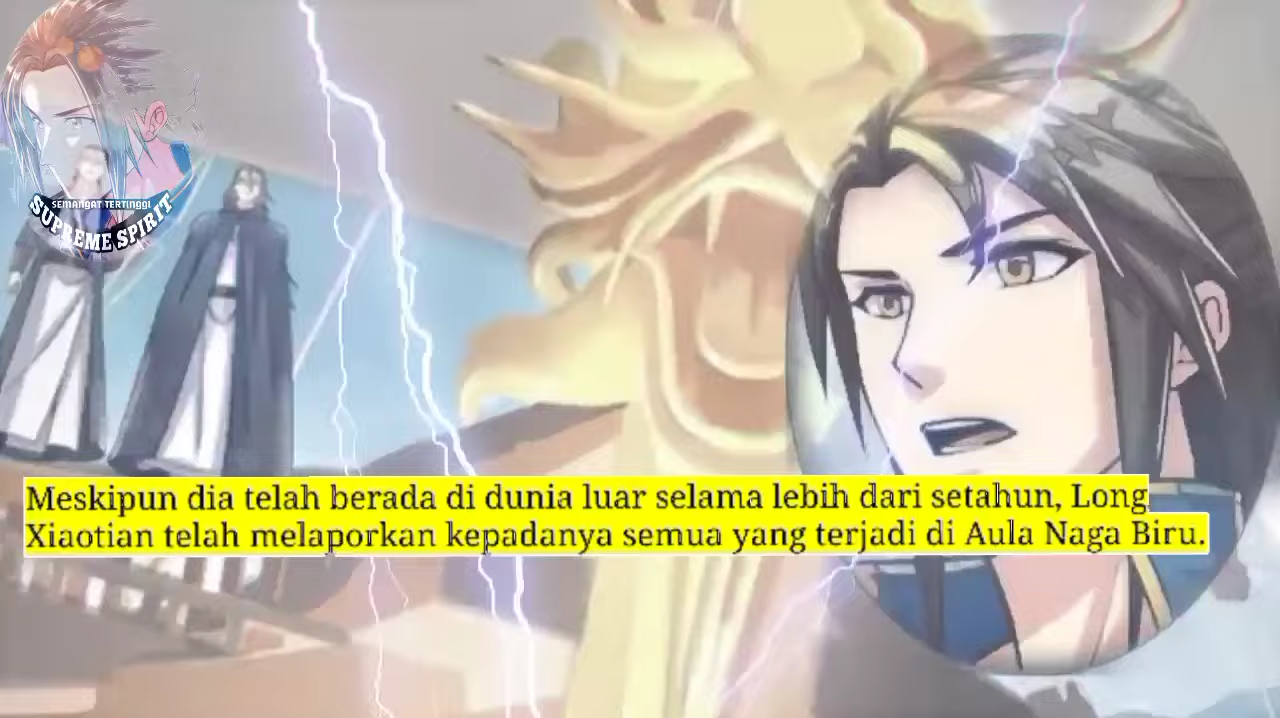 SEMANGAT TERTINGGI
SUPREME SPIRIT
Meskipun dia telah berada di dunia luar selama lebih dari setahun, Long
Xiaotian telah melaporkan kepadanya semua yang terjadi di Aula Naga Biru.